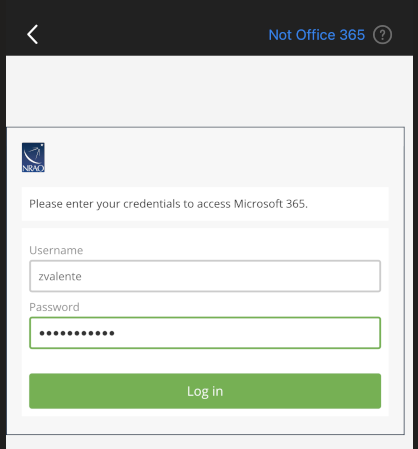 Not Office 365 ?
NRAO
Please enter your credentials to access Microsoft 365.
Username
zvalente
Password
•••••••••••
Log in